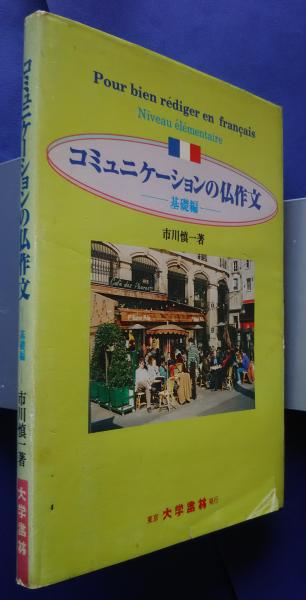 Pour bien rédiger en français
Niveau élémentaire
コミュニケーションの仏作文
基礎編
市川慎一著
東京 大学書林 発行
コミュニケーションの仏作文
基礎編
市川慎一著
大学書林